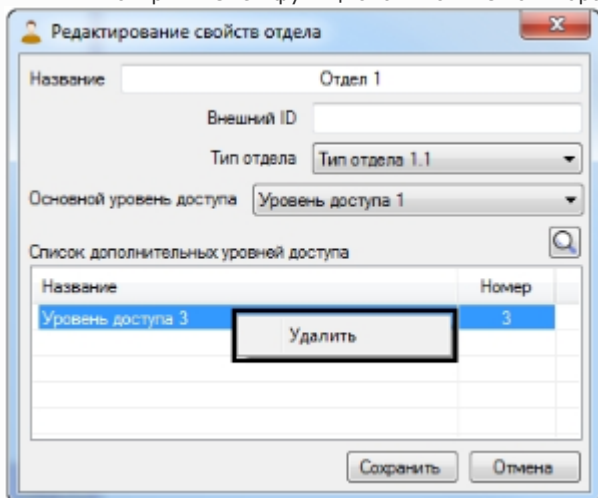 Редактирование свойств отдела
Название Отдел 1
Внешний ID
Тип отдела Тип отдела 1.1
Основной уровень доступа Уровень доступа 1
Список дополнительных уровней доступа
Название Номер
Уровень доступа 3 3
Удалить
Сохранить Отмена